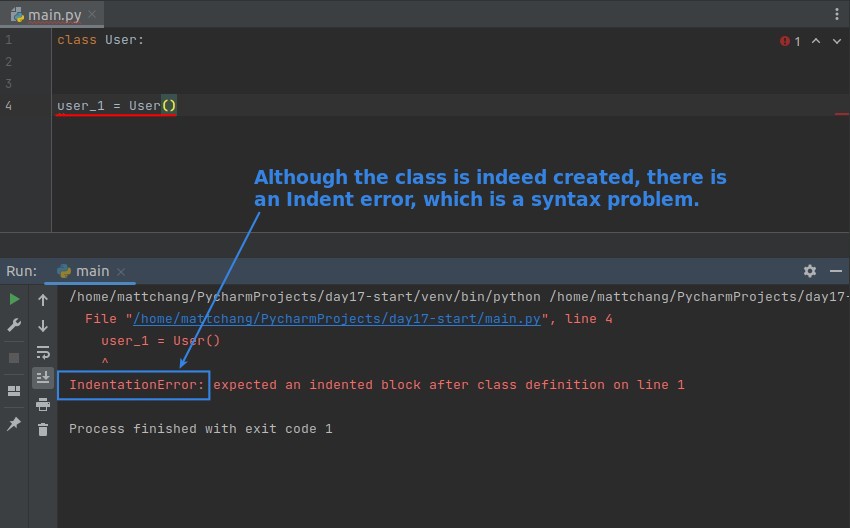 main.py
1 class User:
1
2
3
4 user_1 = User()
Although the class is indeed created, there is
an Indent error, which is a syntax problem.
Run: main
/home/mattchang/PycharmProjects/day17-start/venv/bin/python /home/mattchang/PycharmProjects/day17-
File "/home/mattchang/PycharmProjects/day17-start/main.py", line 4
user_1 = User()
^
IndentationError: expected an indented block after class definition on line 1
Process finished with exit code 1